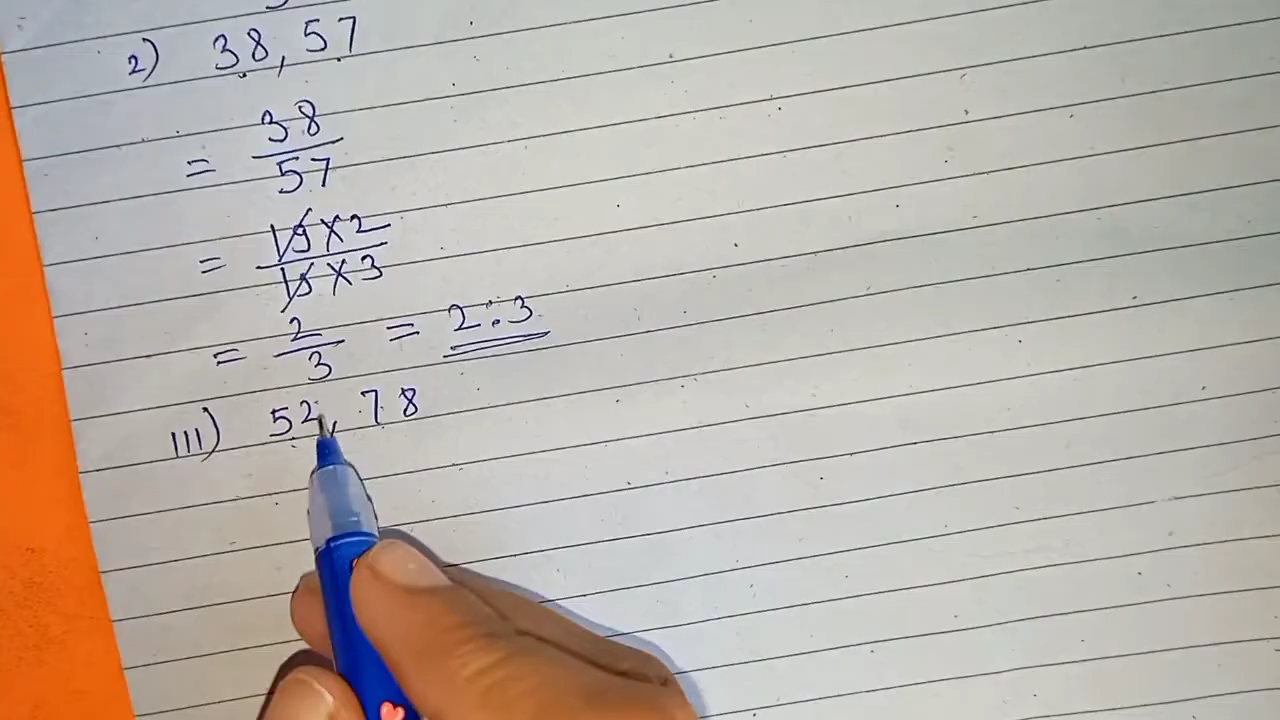 2) 38, 57
= 38/57
= 19×2/19×3
= 2/3 = 2:3
III) 52, 78